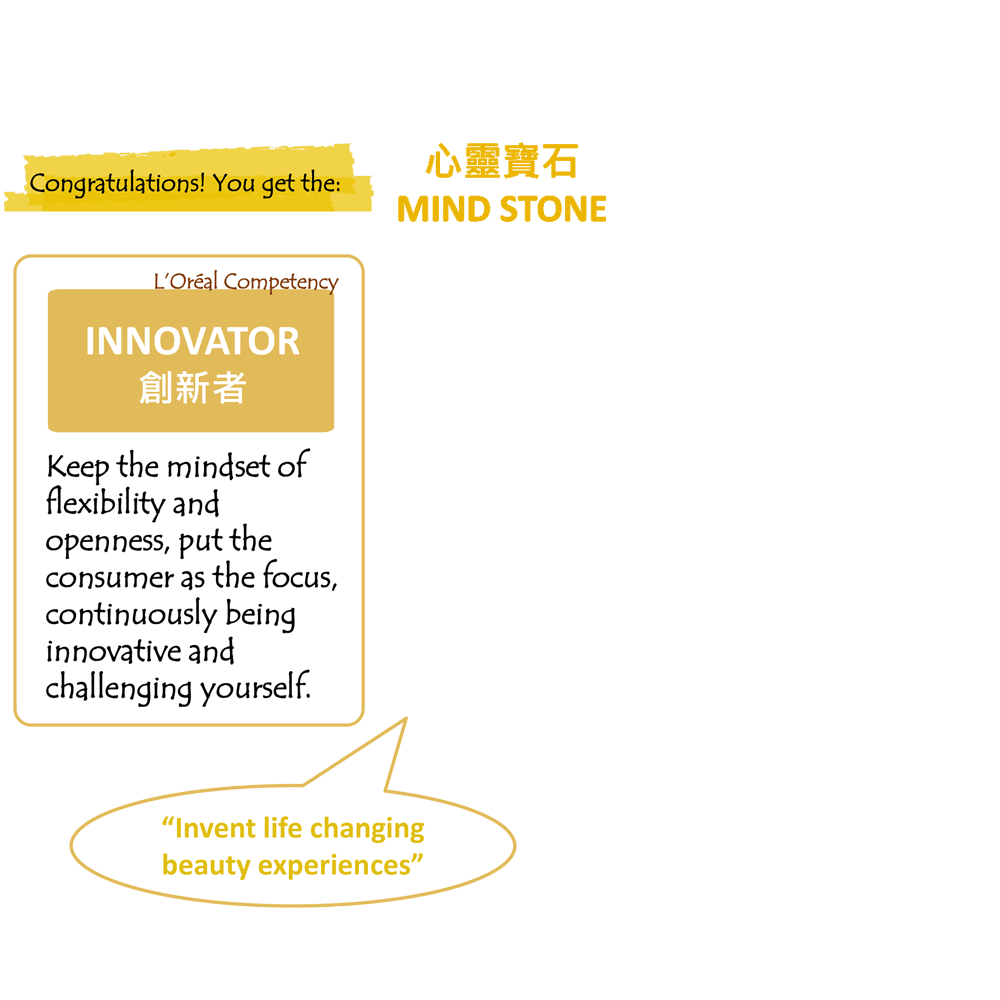 Congratulations! You get the:
心靈寶石
MIND STONE
L’Oréal Competency
INNOVATOR
創新者
Keep the mindset of
flexibility and
openness, put the
consumer as the focus,
continuously being
innovative and
challenging yourself.
“Invent life changing
beauty experiences”